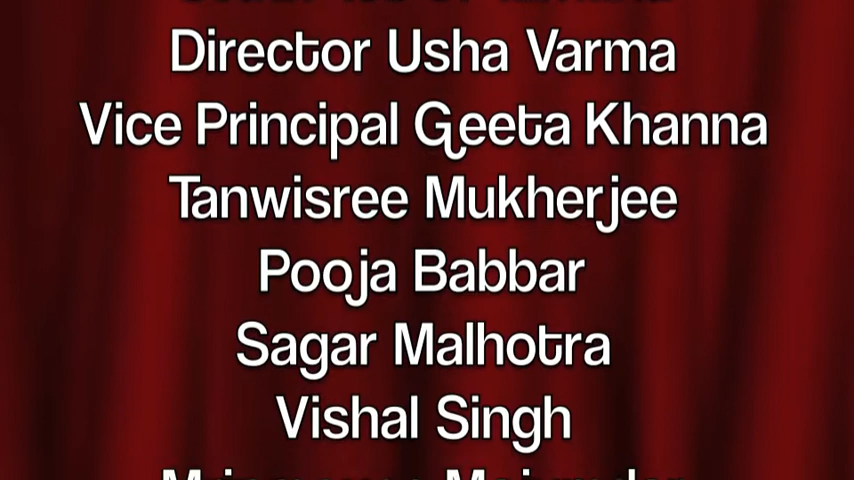 Director Usha Varma
Vice Principal Geeta Khanna
Tanwisree Mukherjee
Pooja Babbar
Sagar Malhotra
Vishal Singh